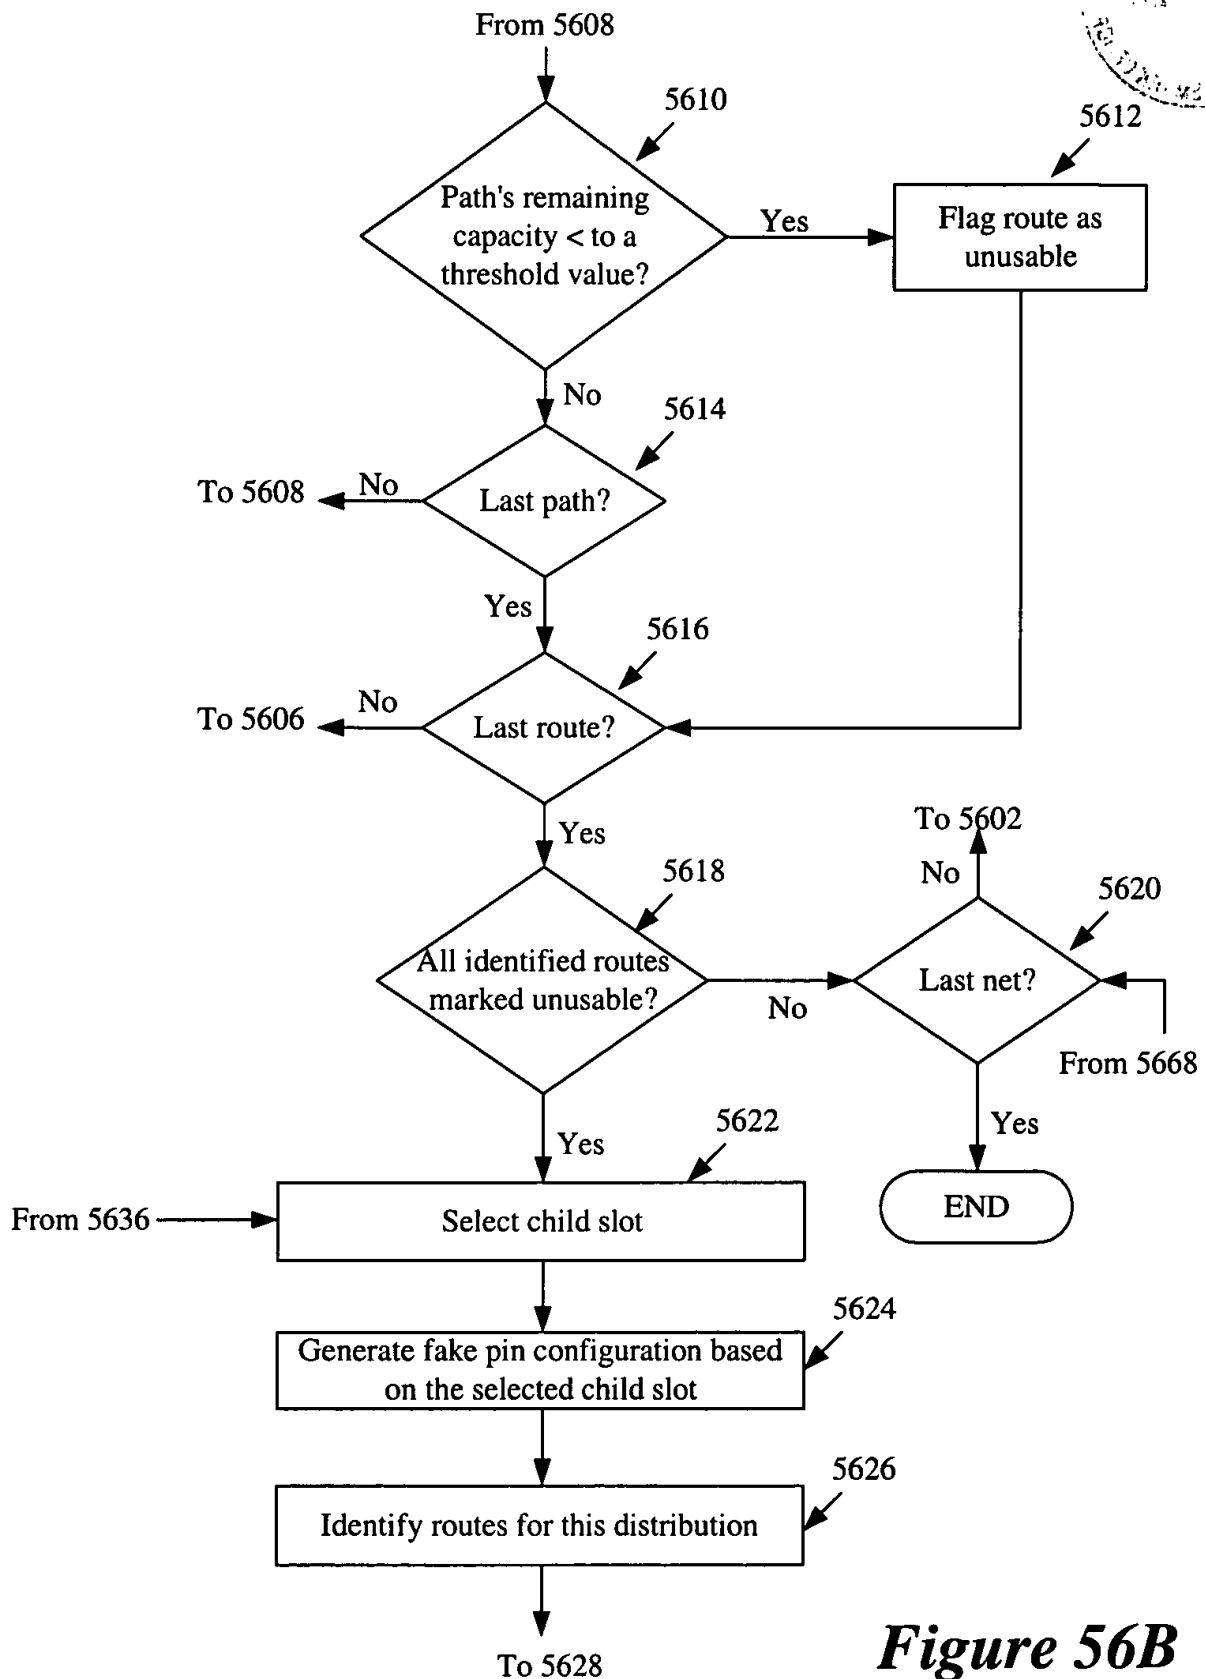 From 5608
5610
5612
Path's remaining
capacity < to a
threshold value?
Yes
Flag route as
unusable
No
5614
To 5608
No
Last path?
Yes
5616
To 5606
No
Last route?
Yes
To 5602
No
5618
5620
All identified routes
marked unusable?
No
Last net?
From 5668
Yes
Yes
5622
END
From 5636
Select child slot
5624
Generate fake pin configuration based
on the selected child slot
5626
Identify routes for this distribution
To 5628
Figure 56B